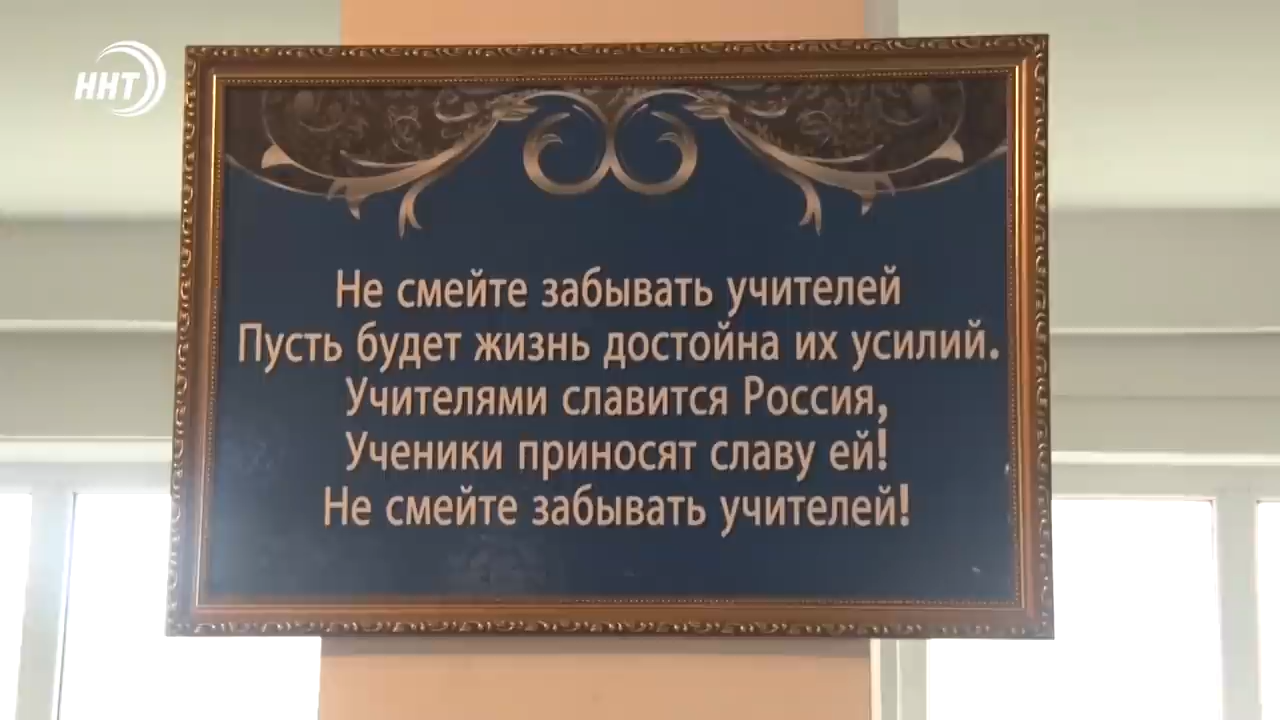 ННТ
Не смейте забывать учителей
Пусть будет жизнь достойна их усилий.
Учителями славится Россия,
Ученики приносят славу ей!
Не смейте забывать учителей!